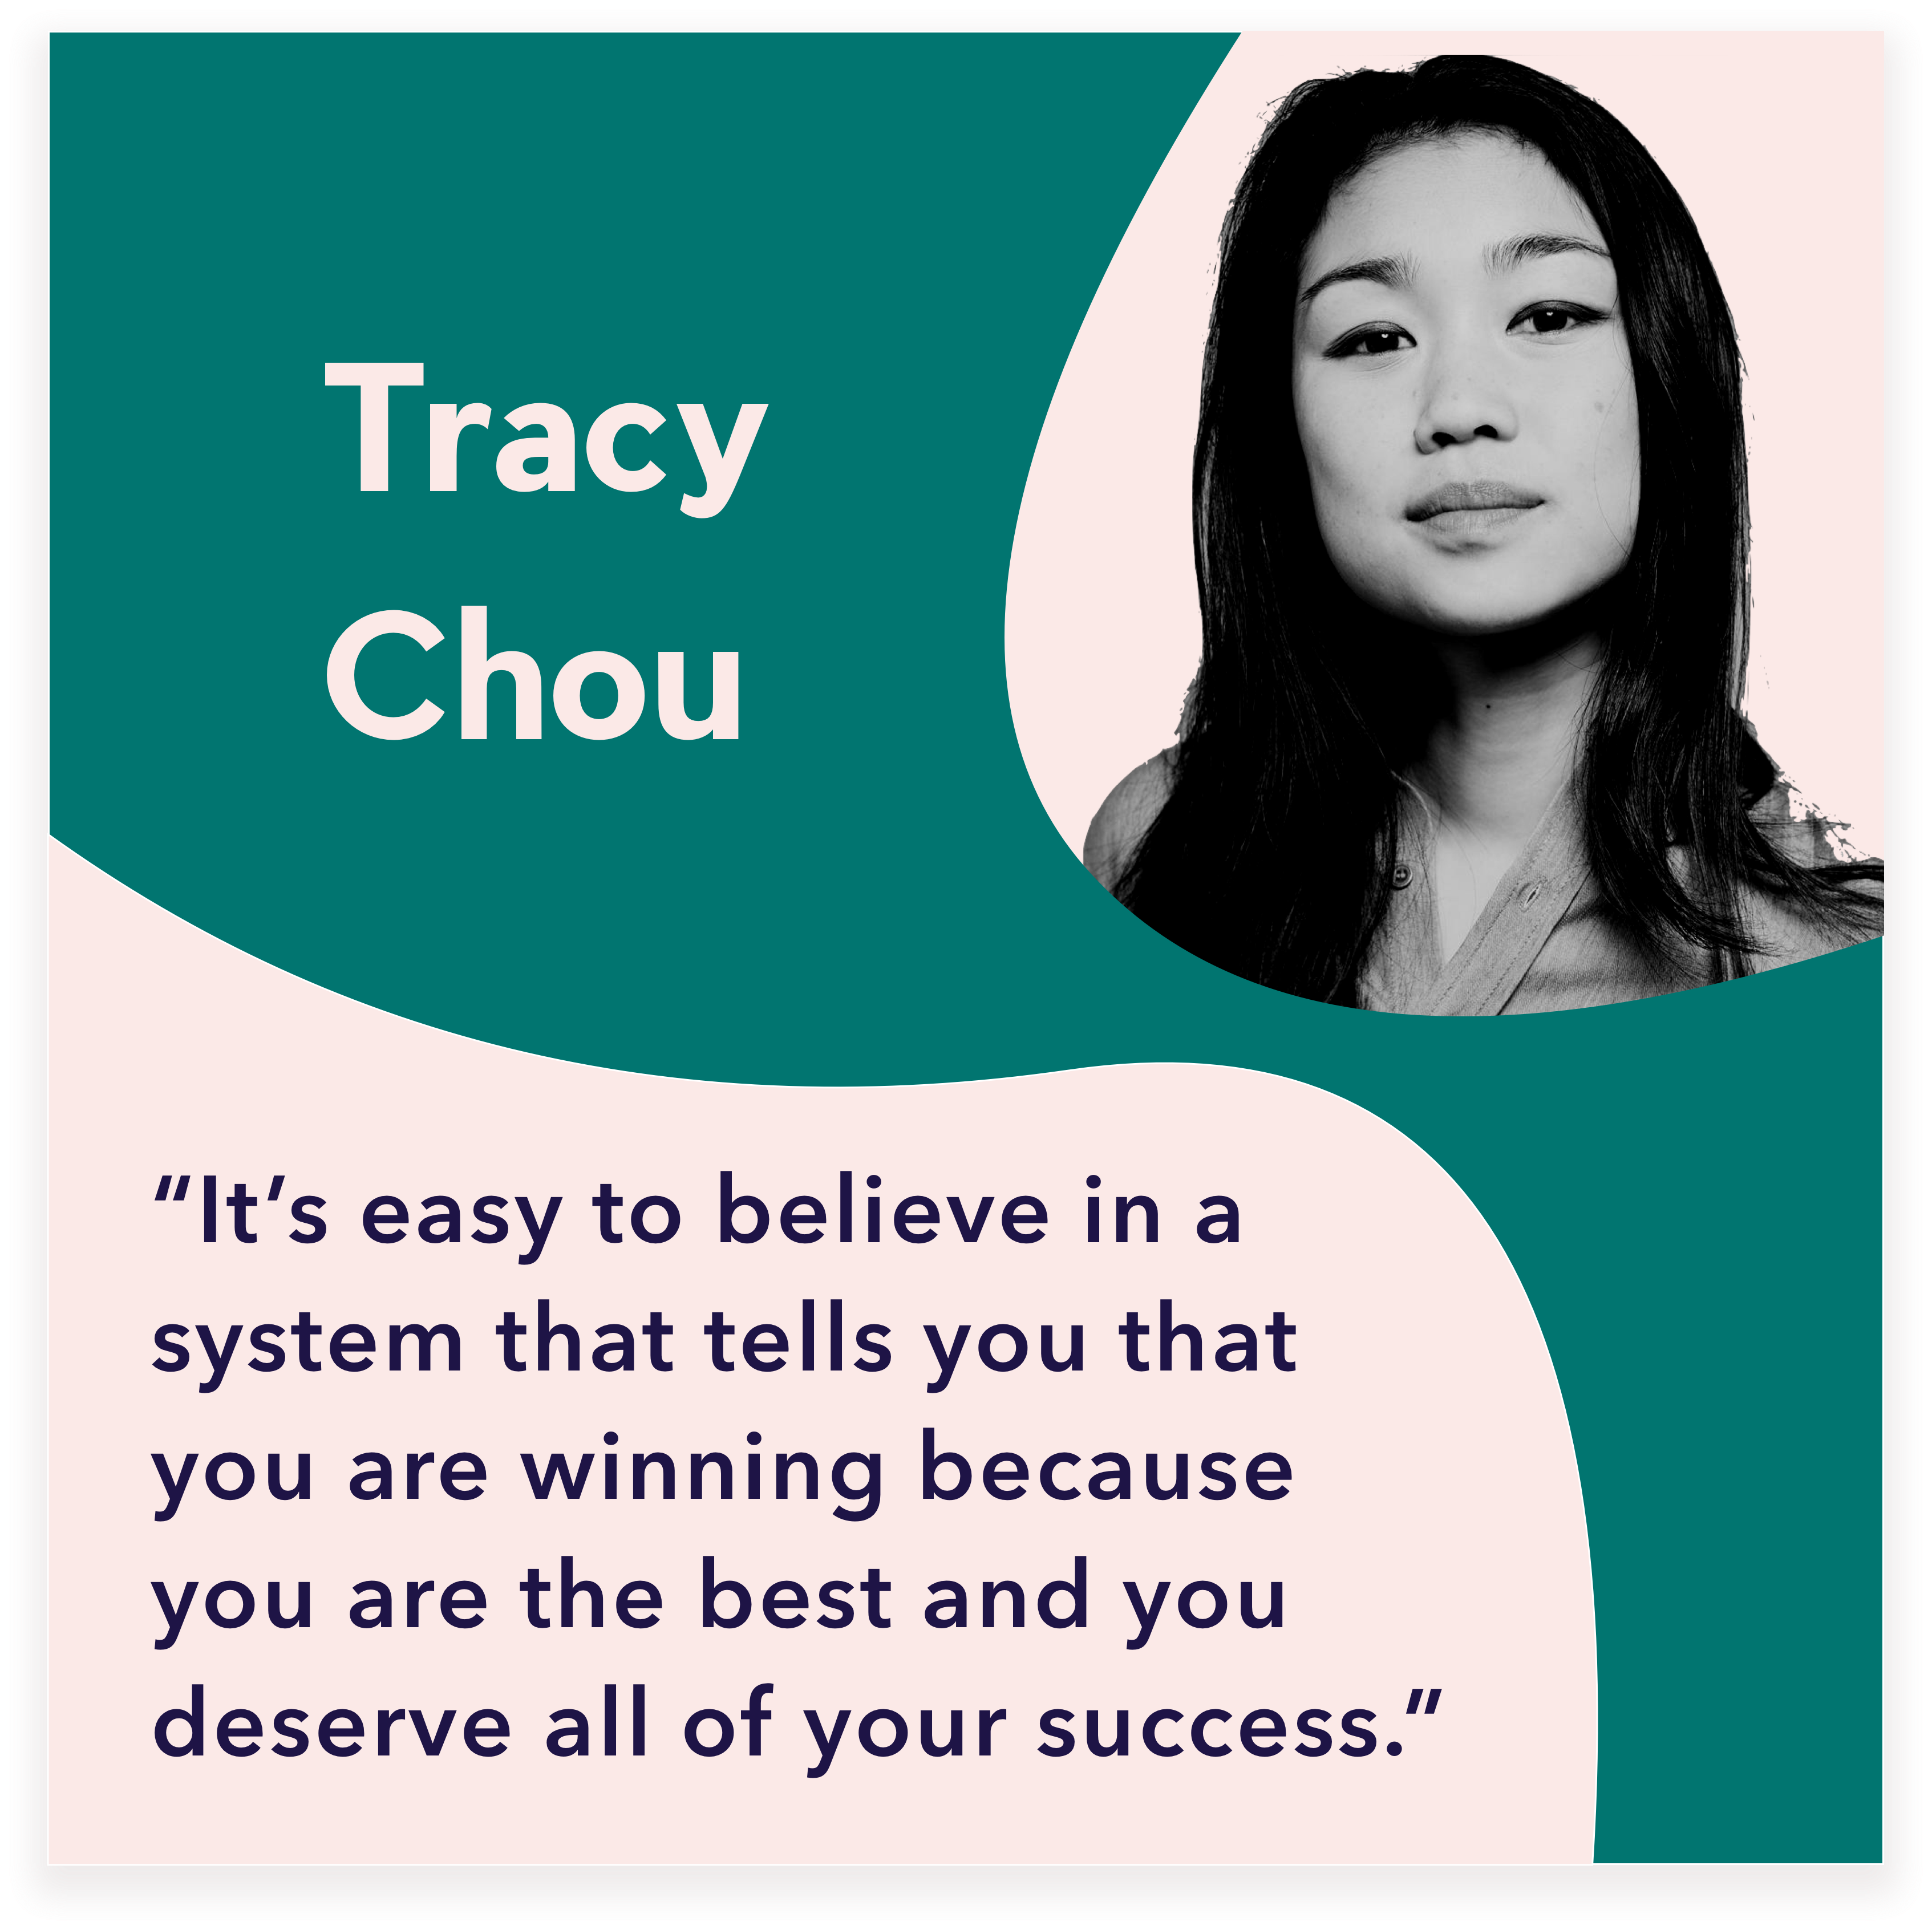 Tracy
Chou
“It’s easy to believe in a
system that tells you that
you are winning because
you are the best and you
deserve all of your success.”